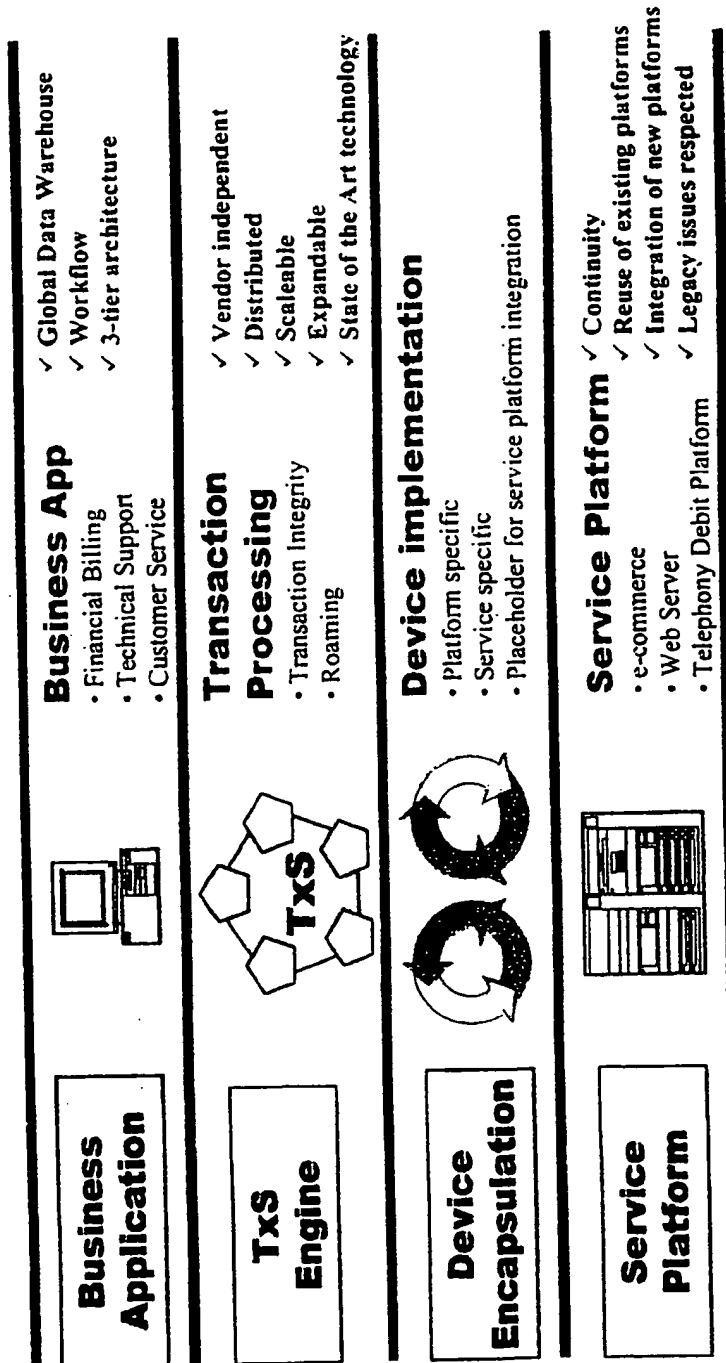 Business
Application
Business App
• Financial Billing
• Technical Support
• Customer Service
✓ Global Data Warehouse
✓ Workflow
✓ 3-tier architecture
TxS
Engine
TxS
Transaction
Processing
• Transaction Integrity
• Roaming
✓ Vendor independent
✓ Distributed
✓ Scaleable
✓ Expandable
✓ State of the Art technology
Device
Encapsulation
Device implementation
• Platform specific
• Service specific
• Placeholder for service platform integration
Service
Platform
Service Platform
• e-commerce
• Web Server
• Telephony Debit Platform
✓ Continuity
✓ Reuse of existing platforms
✓ Integration of new platforms
✓ Legacy issues respected